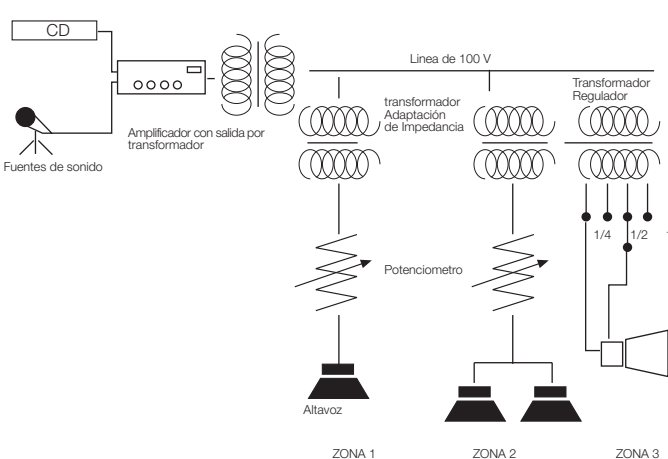 CD
Fuentes de sonido
Amplificador con salida por
transformador
Linea de 100 V
transformador
Adaptación
de Impedancia
Transformador
Regulador
1/4
1/2
Potenciometro
Altavoz
ZONA 1
ZONA 2
ZONA 3